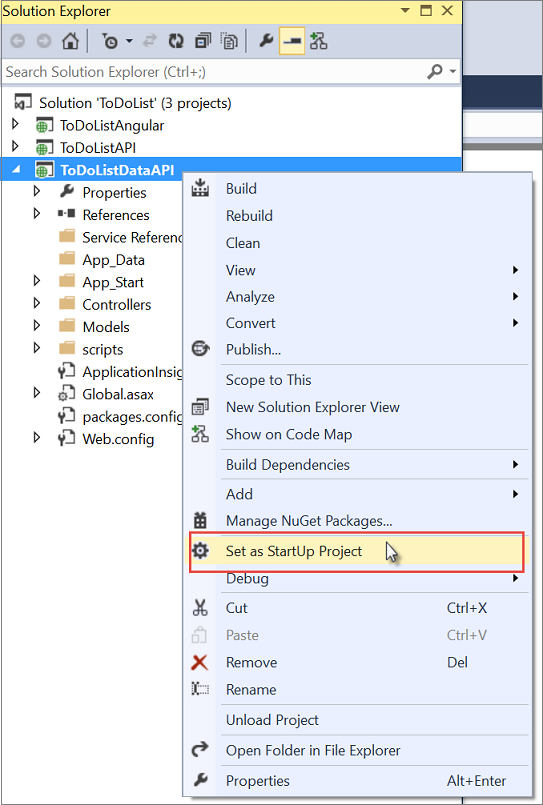 Solution Explorer
Search Solution Explorer (Ctrl+;)
Solution 'ToDoList' (3 projects)
ToDoListAngular
ToDoListAPI
ToDoListDataAPI
Properties
References
Service Referenc
App_Data
App_Start
Controllers
Models
scripts
ApplicationInsig
Global.asax
packages.config
Web.config
Build
Rebuild
Clean
View
Analyze
Convert
Publish...
Scope to This
New Solution Explorer View
Show on Code Map
Build Dependencies
Add
Manage NuGet Packages...
Set as StartUp Project
Debug
Cut Ctrl+X
Paste Ctrl+V
Remove Del
Rename
Unload Project
Open Folder in File Explorer
Properties Alt+Enter